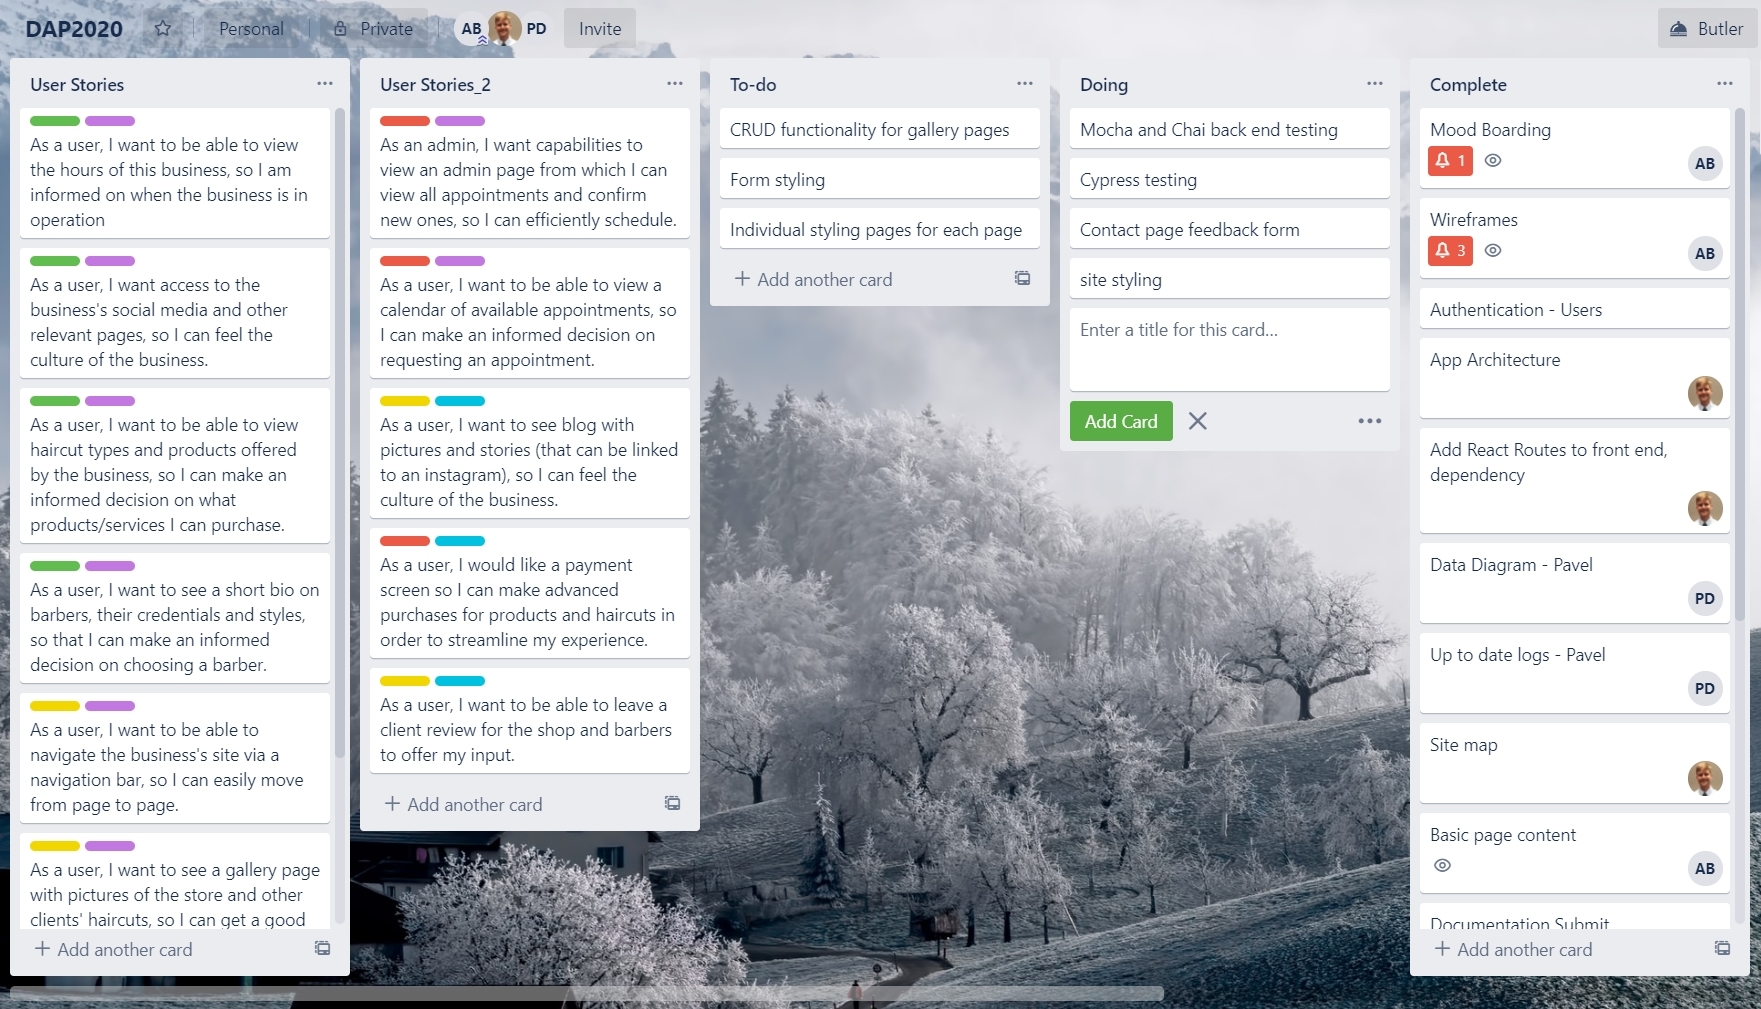 DAP2020
Personal
Private
AB
PD
Invite
Butler
User Stories
As a user, I want to be able to view
the hours of this business, so I am
informed on when the business is in
operation
As a user, I want access to the
business's social media and other
relevant pages, so I can feel the
culture of the business.
As a user, I want to be able to view
haircut types and products offered
by the business, so I can make an
informed decision on what
products/services I can purchase.
As a user, I want to see a short bio on
barbers, their credentials and styles,
so that I can make an informed
decision on choosing a barber.
As a user, I want to be able to
navigate the business's site via a
navigation bar, so I can easily move
from page to page.
As a user, I want to see a gallery page
with pictures of the store and other
clients' haircuts, so I can get a good
Add another card
User Stories_2
As an admin, I want capabilities to
view an admin page from which I can
view all appointments and confirm
new ones, so I can efficiently schedule.
As a user, I want to be able to view a
calendar of available appointments, so
I can make an informed decision on
requesting an appointment.
As a user, I want to see blog with
pictures and stories (that can be linked
to an instagram), so I can feel the
culture of the business.
As a user, I would like a payment
screen so I can make advanced
purchases for products and haircuts in
order to streamline my experience.
As a user, I want to be able to leave a
client review for the shop and barbers
to offer my input.
Add another card
To-do
CRUD functionality for gallery pages
Form styling
Individual styling pages for each page
Add another card
Doing
Mocha and Chai back end testing
Cypress testing
Contact page feedback form
site styling
Enter a title for this card...
Add Card
Complete
Mood Boarding
1
AB
Wireframes
3
AB
Authentication - Users
App Architecture
Add React Routes to front end,
dependency
Data Diagram - Pavel
PD
Up to date logs - Pavel
PD
Site map
Basic page content
AB
Documentation Submit
Add another card